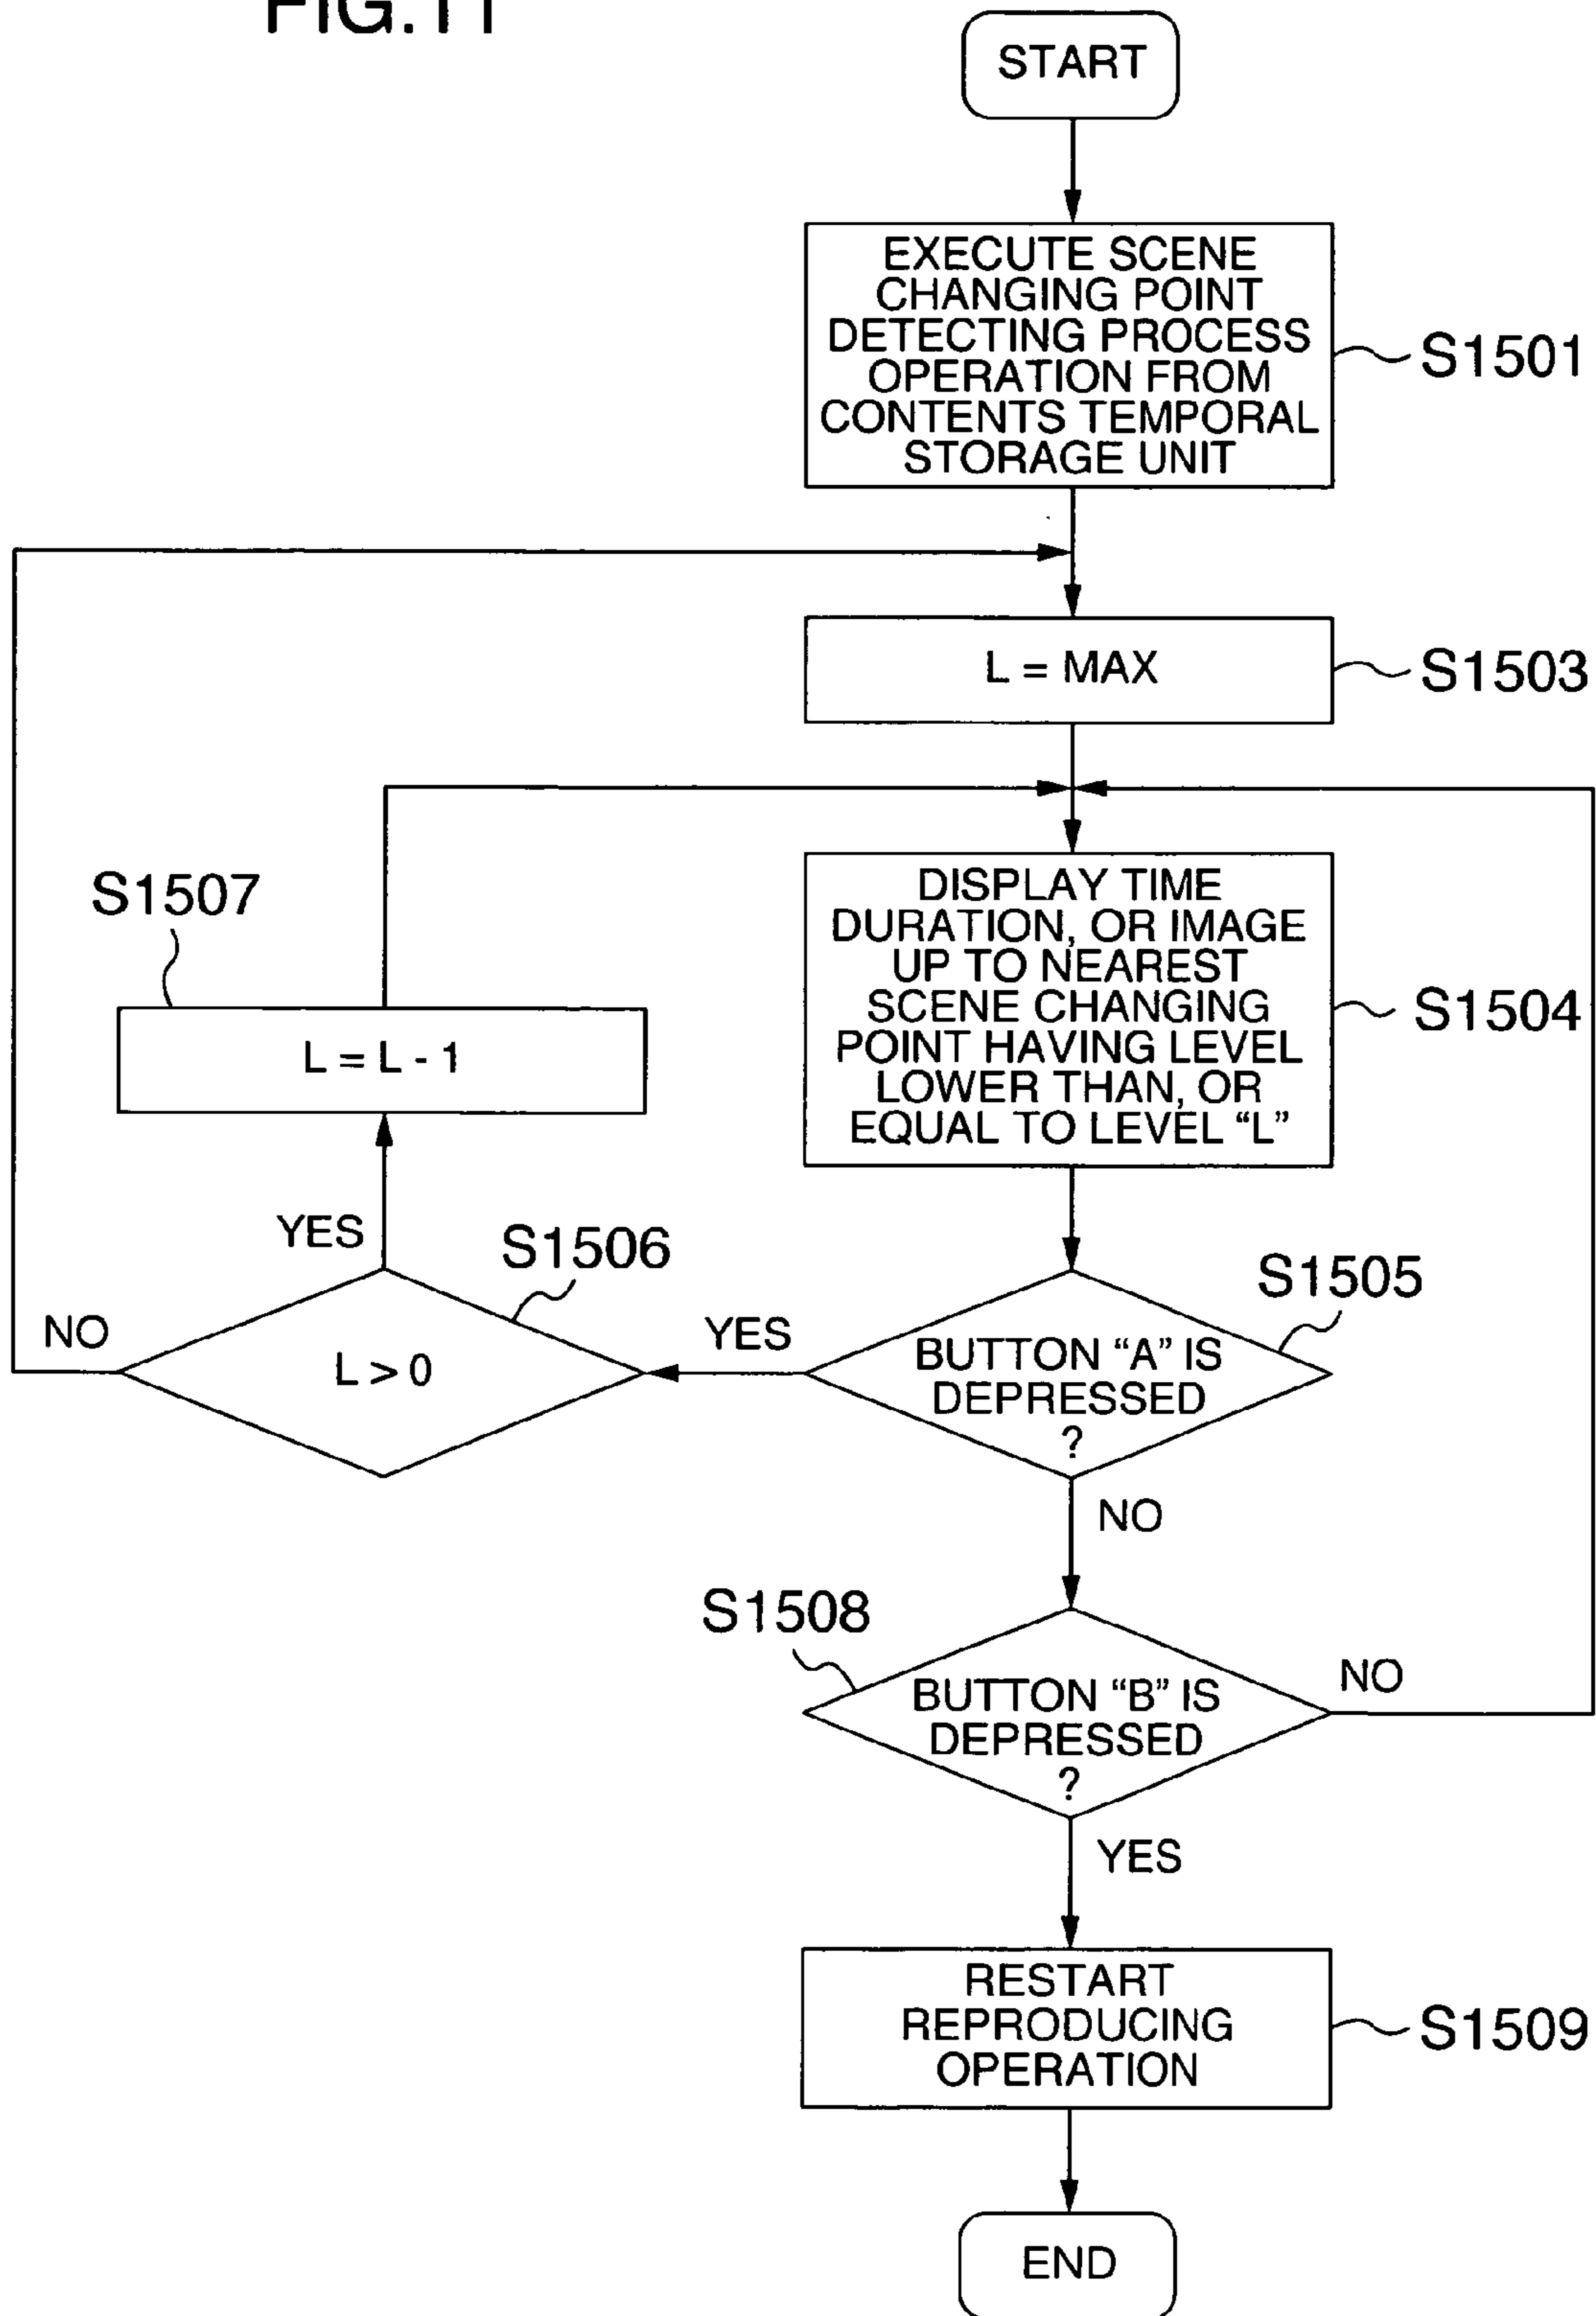 FIG.11
START
EXECUTE SCENE
CHANGING POINT
DETECTING PROCESS
OPERATION FROM
CONTENTS TEMPORAL
STORAGE UNIT
S1501
L = MAX
S1503
S1507
L = L - 1
DISPLAY TIME
DURATION, OR IMAGE
UP TO NEAREST
SCENE CHANGING
POINT HAVING LEVEL
LOWER THAN, OR
EQUAL TO LEVEL “L”
S1504
YES
S1506
NO
L > 0
YES
S1505
BUTTON “A” IS
DEPRESSED
?
NO
S1508
BUTTON “B” IS
DEPRESSED
?
NO
YES
RESTART
REPRODUCING
OPERATION
S1509
END